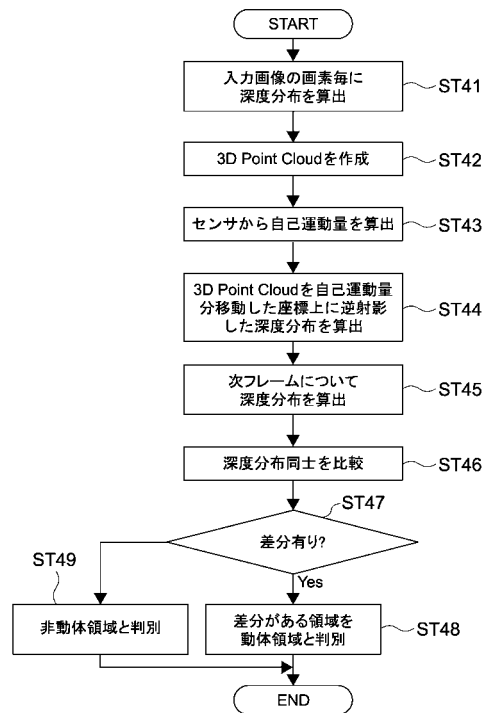 START
入力画像の画素毎に
深度分布を算出
ST41
3D Point Cloudを作成
ST42
センサから自己運動量を算出
ST43
3D Point Cloudを自己運動量
分移動した座標上に逆射影
した深度分布を算出
ST44
次フレームについて
深度分布を算出
ST45
深度分布同士を比較
ST46
ST47
差分有り?
Yes
ST49
非動体領域と判別
差分がある領域を
動体領域と判別
ST48
END